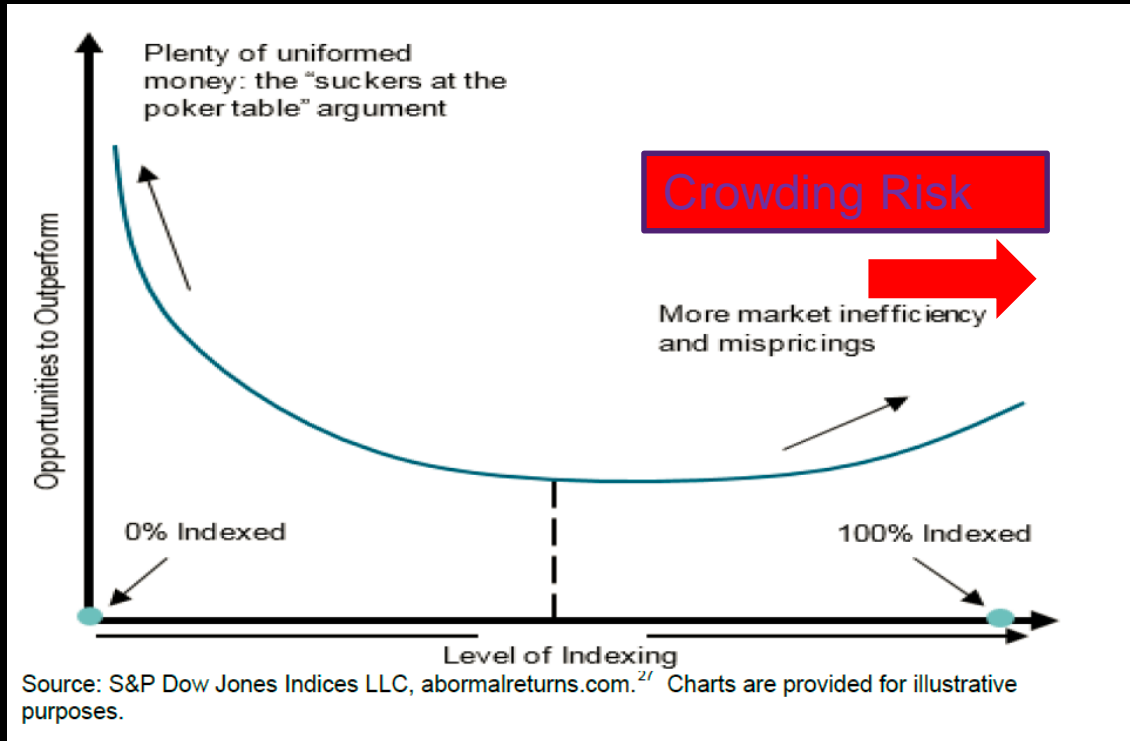 Plenty of uniformed
money: the “suckers at the
poker table” argument
Crowding Risk
More market inefficiency
and mispricings
Opportunities to Outperform
0% Indexed
100% Indexed
Level of Indexing
Source: S&P Dow Jones Indices LLC, abormalreturns.com.27 Charts are provided for illustrative
purposes.